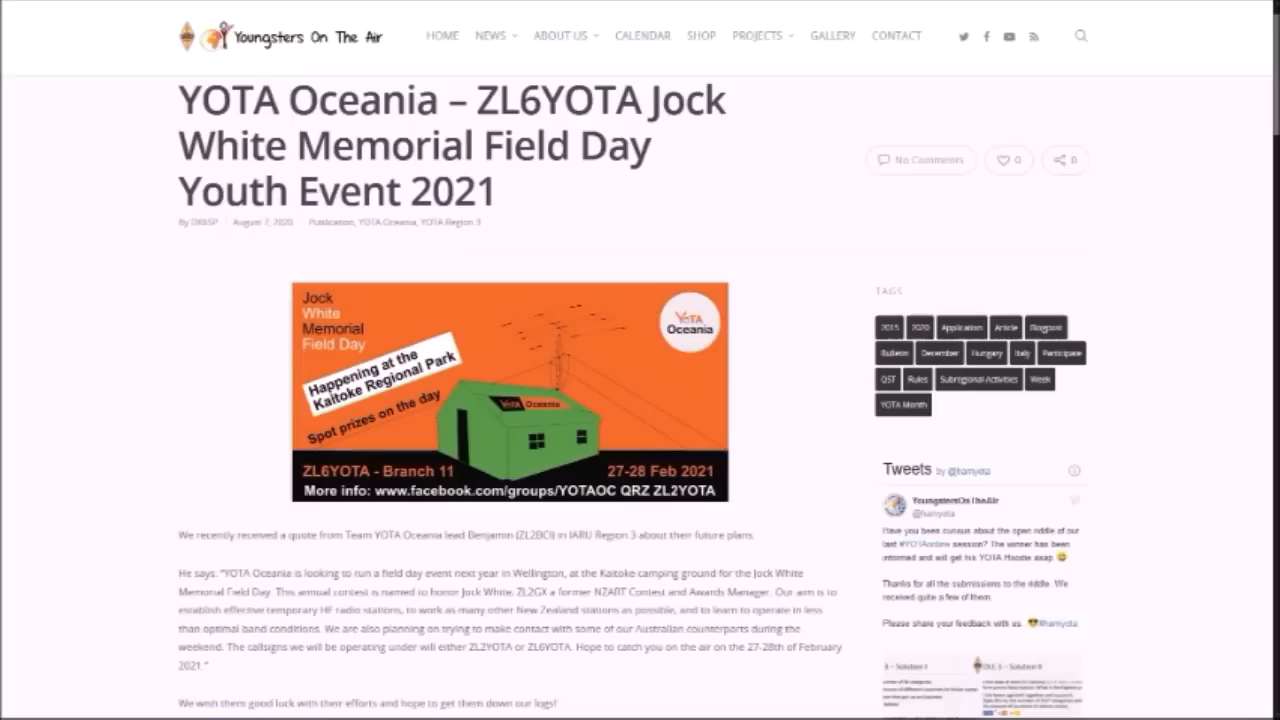 Youngsters On The Air
HOME NEWS ABOUT US CALENDAR SHOP PROJECTS GALLERY CONTACT
YOTA Oceania – ZL6YOTA Jock
White Memorial Field Day
Youth Event 2021
No Comments 0 0
By DK6SP August 7, 2020 Publication, YOTA Oceania, YOTA Region 3
Jock
White
Memorial
Field Day
YOTA
Oceania
Happening at the
Kaitoke Regional Park
Spot prizes on the day
YOTA Oceania
ZL6YOTA - Branch 11 27-28 Feb 2021
More info: www.facebook.com/groups/YOTAOC QRZ ZL2YOTA
We recently received a quote from Team YOTA Oceania lead Benjamin (ZL2BCI) in IARU Region 3 about their future plans.
He says: "YOTA Oceania is looking to run a field day event next year in Wellington, at the Kaitoke camping ground for the Jock White
Memorial Field Day. This annual contest is named to honor Jock White, ZL2GX a former NZART Contest and Awards Manager. Our aim is to
establish effective temporary HF radio stations, to work as many other New Zealand stations as possible, and to learn to operate in less
than optimal band conditions. We are also planning on trying to make contact with some of our Australian counterparts during the
weekend. The callsigns we will be operating under will either ZL2YOTA or ZL6YOTA. Hope to catch you on the air on the 27-28th of February
2021."
We wish them good luck with their efforts and hope to get them down our logs!
TAGS
2015 2020 Application Article Blogpost
Bulletin December Hungary Italy Participate
QST Rules Subregional Activities Week
YOTA Month
Tweets by @hamyota
YoungstersOnTheAir
@hamyota
Have you been curious about the open riddle of our
last #YOTAonline session? The winner has been
informed and will get his YOTA Hoodie asap 😄
Thanks for all the submissions to the riddle. We
received quite a few of them.
Please share your feedback with us. 😎#hamyota
3 – Solution I DLE 3 – Solution II